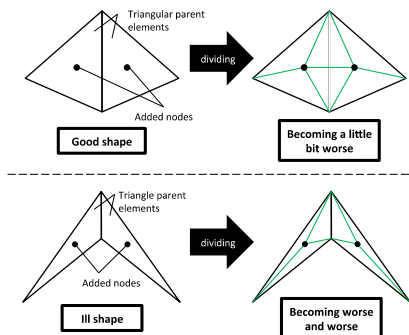 Triangular parent
elements
dividing
Added nodes
Good shape
Becoming a little
bit worse
Triangle parent
elements
dividing
Added nodes
Ill shape
Becoming worse
and worse